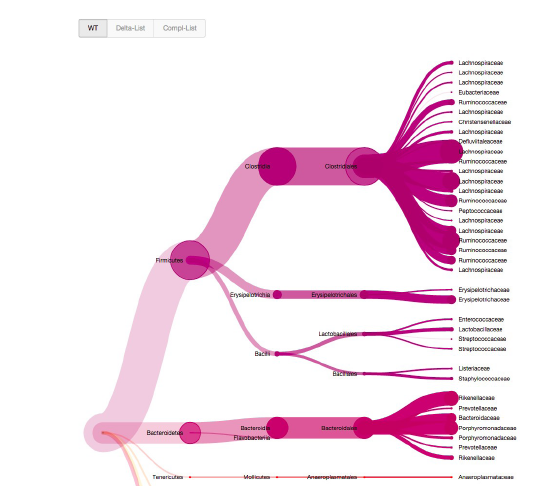 WT Delta-List Compl-List
Lachnospiraceae
Lachnospiraceae
Lachnospiraceae
Eubacteriaceae
Ruminococcaceae
Lachnospiraceae
Christensenellaceae
Lachnospiraceae
Defluviitaleaceae
Lachnospiraceae
Ruminococcaceae
Lachnospiraceae
Lachnospiraceae
Lachnospiraceae
Ruminococcaceae
Peptococcaceae
Lachnospiraceae
Lachnospiraceae
Ruminococcaceae
Ruminococcaceae
Ruminococcaceae
Lachnospiraceae
Clostridia Clostridiales
Firmicutes
Erysipelotrichia Erysipelotrichales
Erysipelotrichaceae
Erysipelotrichaceae
Enterococcaceae
Lactobacillaceae
Streptococcaceae
Streptococcaceae
Lactobacillales
Bacilli
Bacillales
Listeriaceae
Staphylococcaceae
Rikenellaceae
Prevotellaceae
Bacteroidaceae
Porphyromonadaceae
Porphyromonadaceae
Prevotellaceae
Rikenellaceae
Bacteroidetes Bacteroidia Bacteroidales
Flavobacteria
Tenericutes Mollicutes Anaeroplasmatales Anaeroplasmataceae